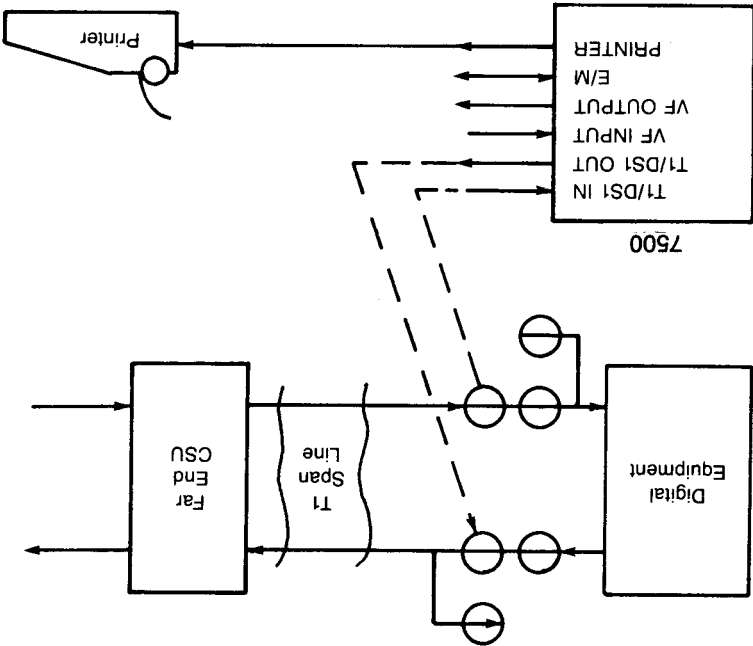 Digital
Equipment
T1
Span
Line
Far
End
CSU
7500
T1/DS1 IN
T1/DS1 OUT
VF INPUT
VF OUTPUT
E/M
PRINTER
Printer